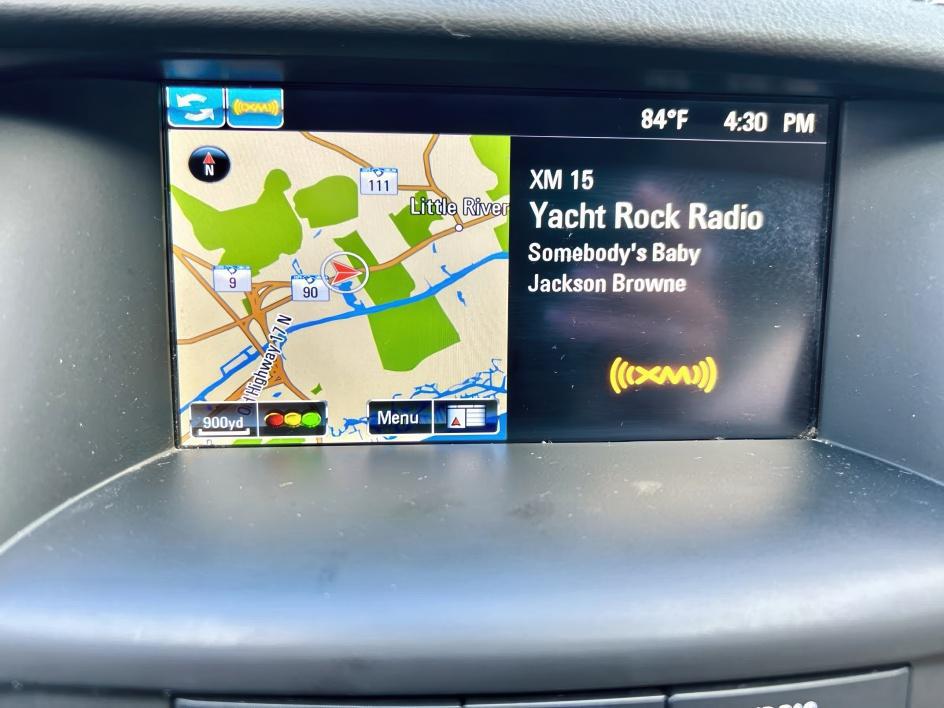 XM
84°F 4:30 PM
N
111
Little River
9
90
Old Highway 17 N
900yd
Menu
XM 15
Yacht Rock Radio
Somebody's Baby
Jackson Browne
XM